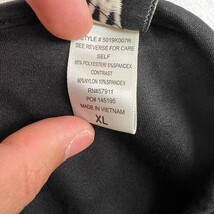 STYLE # 5019K007R
SEE REVERSE FOR CARE
SELF
95% POLYESTER/ 5%SPANDEX
CONTRAST
90%NYLON 10%SPANDEX
RN#57911
PO# 145195
MADE IN VIETNAM
XL